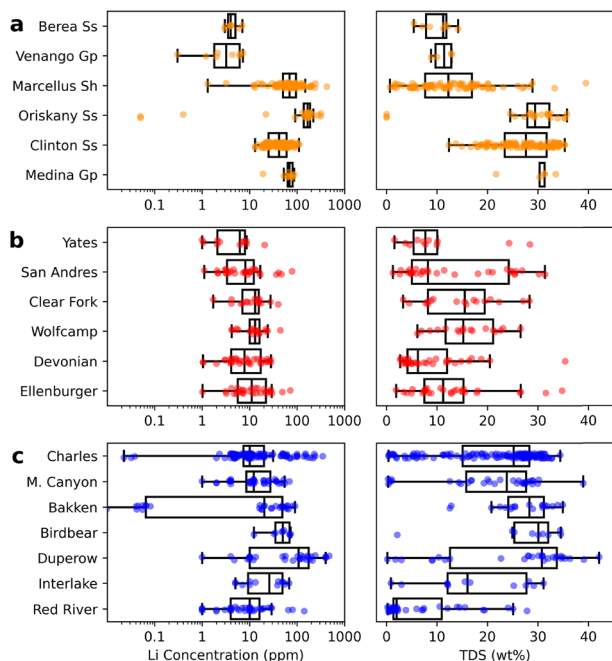 a
Berea Ss
Venango Gp
Marcellus Sh
Oriskany Ss
Clinton Ss
Medina Gp
0.1 1 10 100 1000
0 10 20 30 40
b
Yates
San Andres
Clear Fork
Wolfcamp
Devonian
Ellenburger
0.1 1 10 100 1000
0 10 20 30 40
c
Charles
M. Canyon
Bakken
Birdbear
Duperow
Interlake
Red River
0.1 1 10 100 1000
0 10 20 30 40
Li Concentration (ppm)
TDS (wt%)